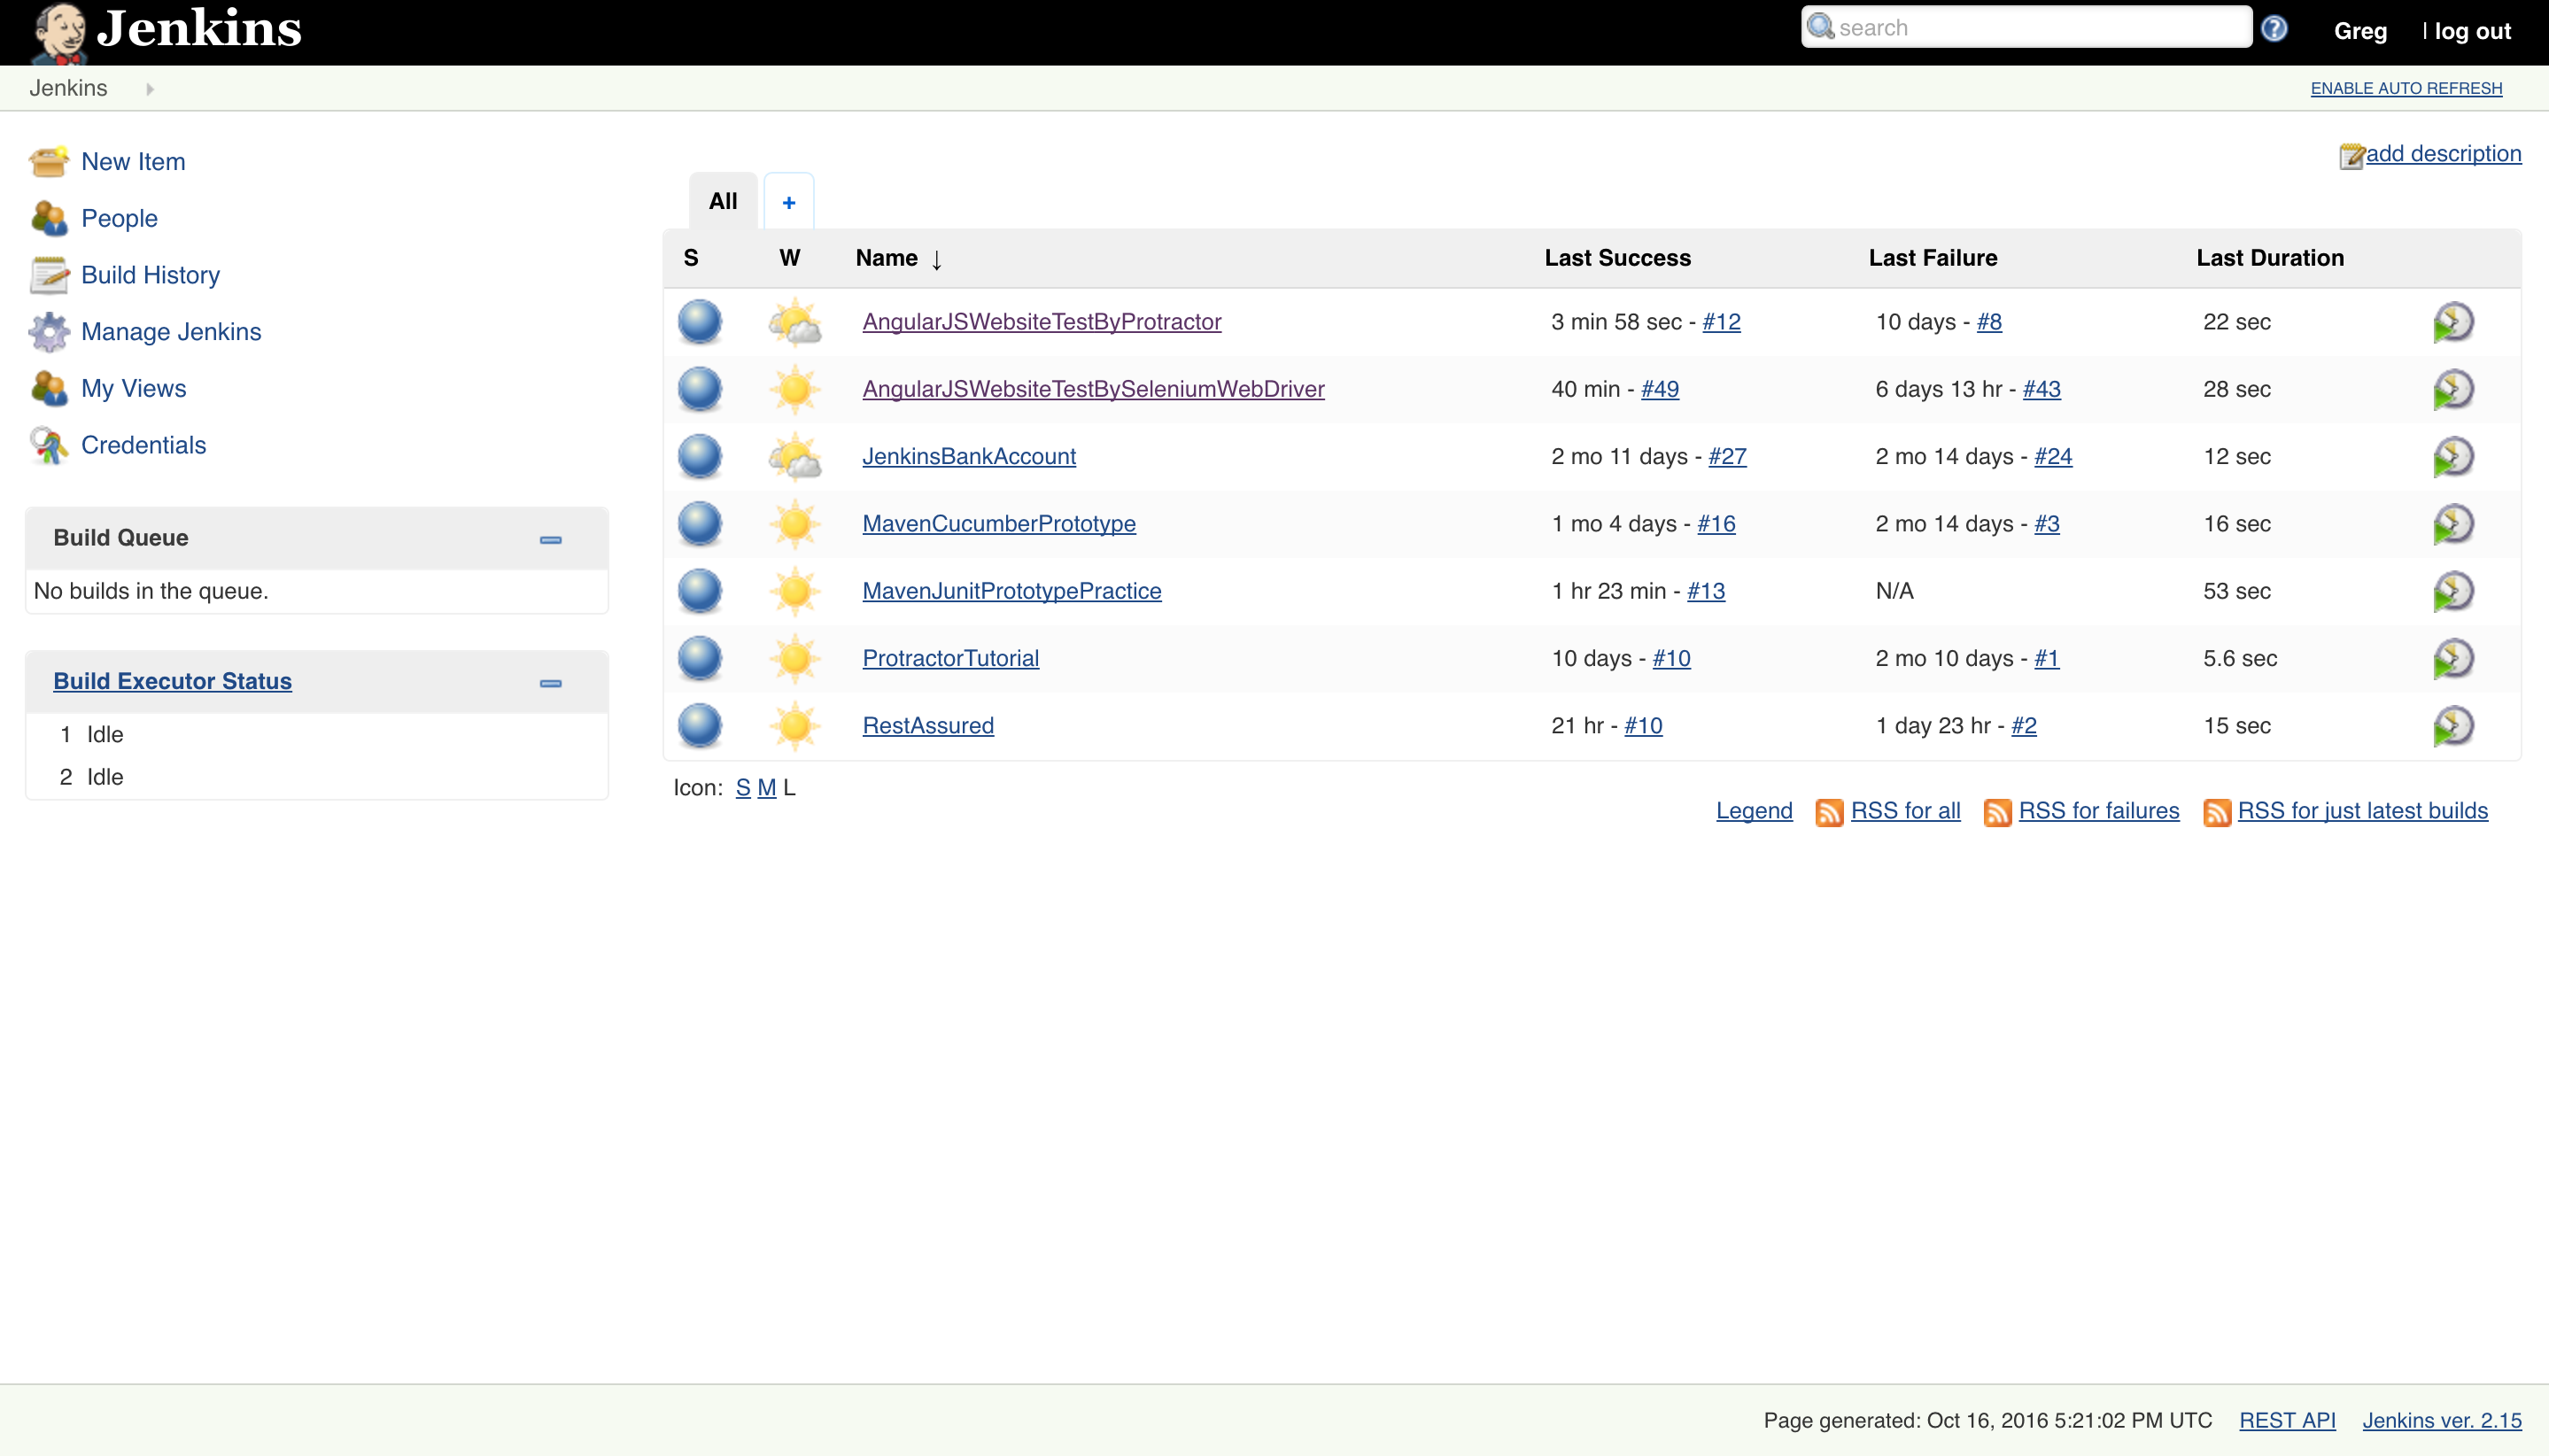 Jenkins
search
?
Greg | log out
Jenkins
ENABLE AUTO REFRESH
New Item
People
Build History
Manage Jenkins
My Views
Credentials
Build Queue
No builds in the queue.
Build Executor Status
1 Idle
2 Idle
add description
All +
S W Name ↓ Last Success Last Failure Last Duration
AngularJSWebsiteTestByProtractor 3 min 58 sec - #12 10 days - #8 22 sec
AngularJSWebsiteTestBySeleniumWebDriver 40 min - #49 6 days 13 hr - #43 28 sec
JenkinsBankAccount 2 mo 11 days - #27 2 mo 14 days - #24 12 sec
MavenCucumberPrototype 1 mo 4 days - #16 2 mo 14 days - #3 16 sec
MavenJunitPrototypePractice 1 hr 23 min - #13 N/A 53 sec
ProtractorTutorial 10 days - #10 2 mo 10 days - #1 5.6 sec
RestAssured 21 hr - #10 1 day 23 hr - #2 15 sec
Icon: S M L
Legend RSS for all RSS for failures RSS for just latest builds
Page generated: Oct 16, 2016 5:21:02 PM UTC REST API Jenkins ver. 2.15